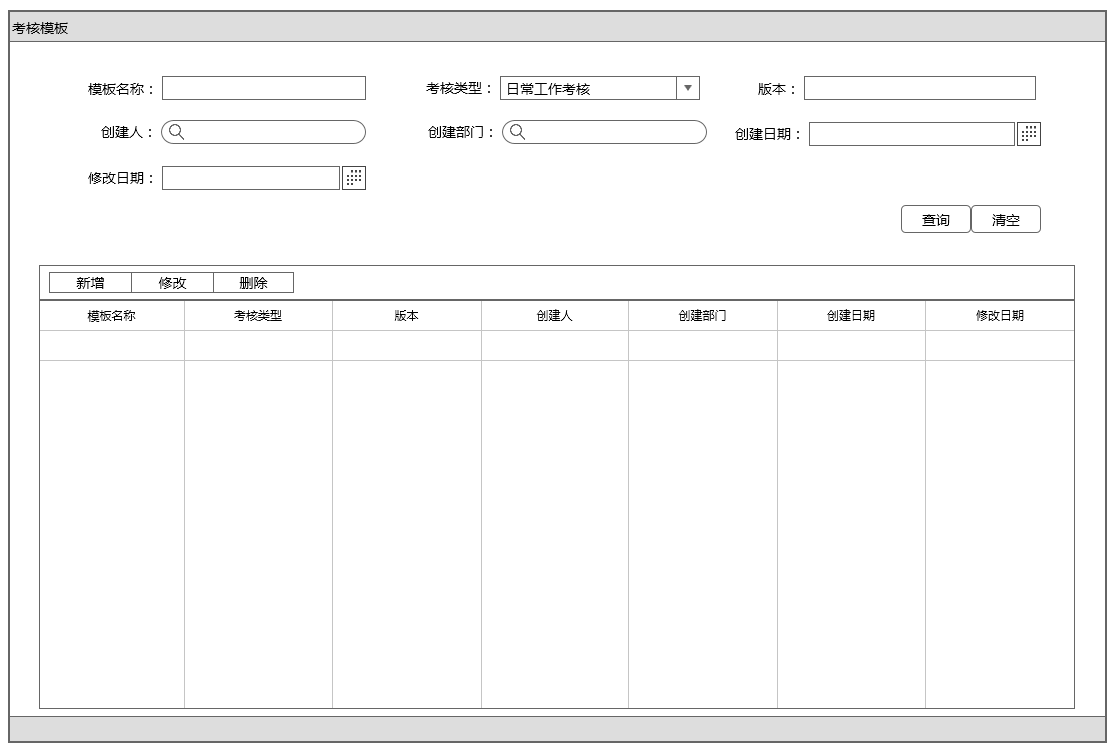 考核模板
模板名称： 考核类型： 日常工作考核 版本：
创建人： 创建部门： 创建日期：
修改日期：
查询 清空
新增 修改 删除
模板名称 考核类型 版本 创建人 创建部门 创建日期 修改日期